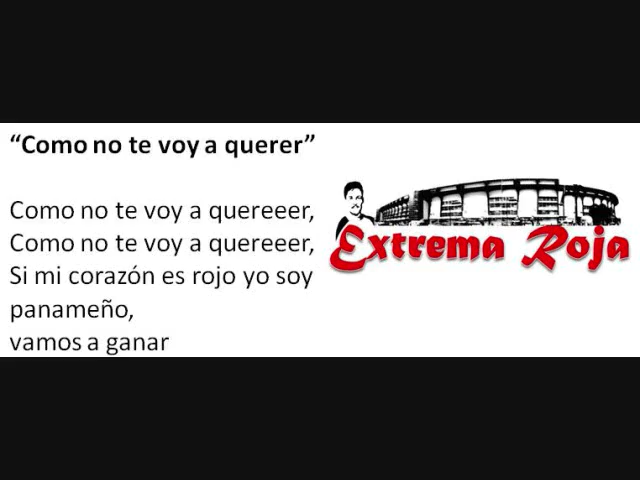 “Como no te voy a querer”
Como no te voy a quereeer,
Como no te voy a quereeer,
Si mi corazón es rojo yo soy
panameño,
vamos a ganar
Extrema Roja